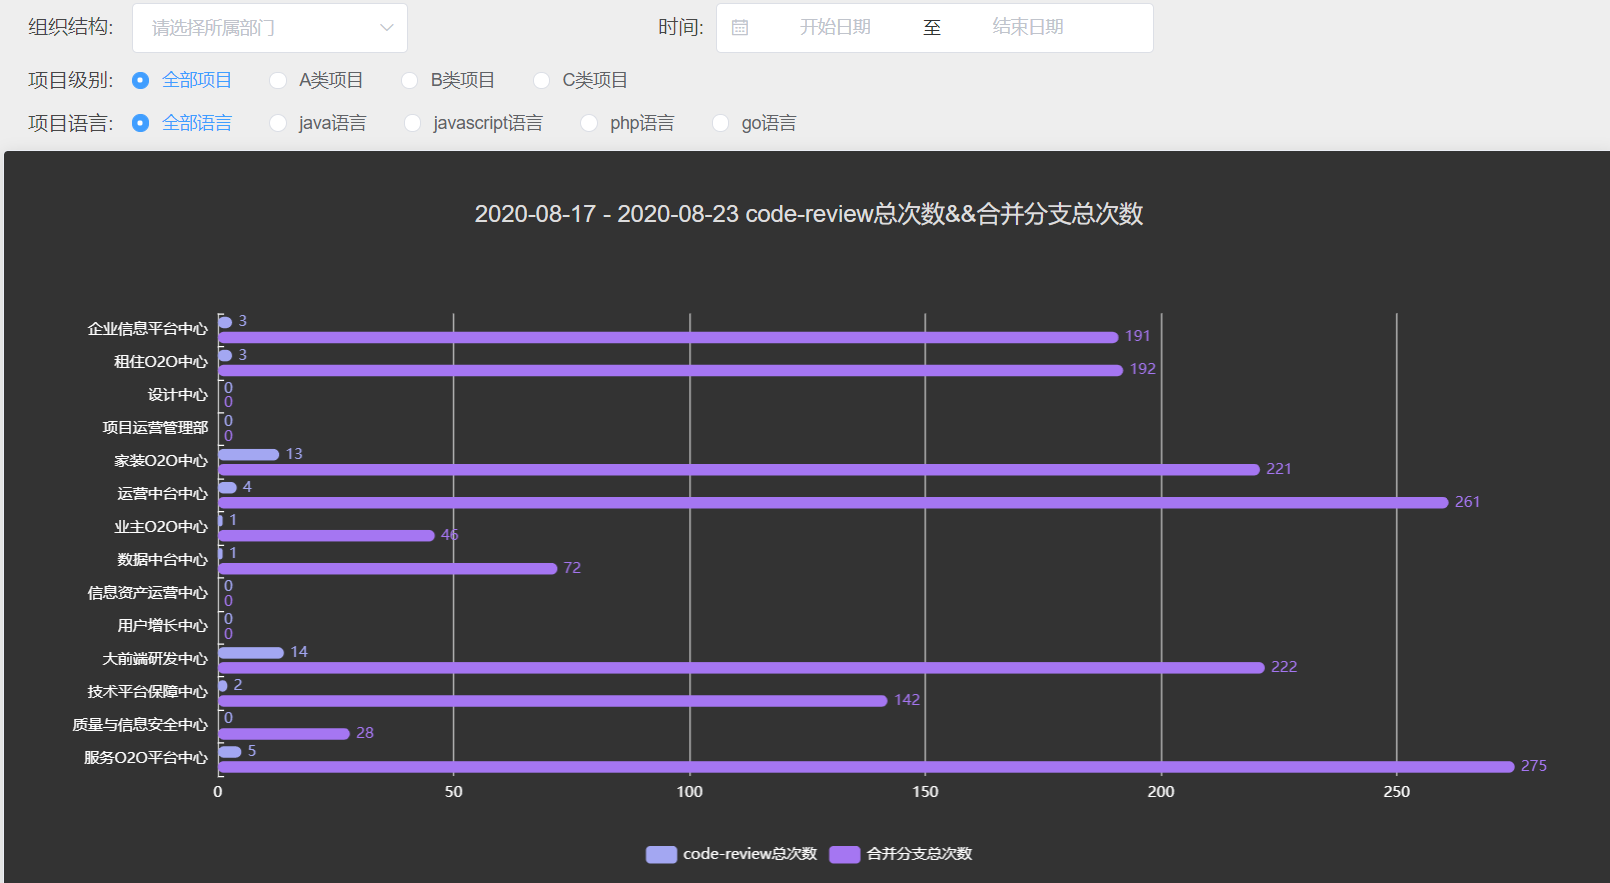 组织结构: 请选择所属部门 时间: 开始日期 至 结束日期
项目级别: 全部项目 A类项目 B类项目 C类项目
项目语言: 全部语言 java语言 javascript语言 php语言 go语言
2020-08-17 - 2020-08-23 code-review总次数&&合并分支总次数
企业信息平台中心 3 191
租住O2O中心 3 192
设计中心 0 0
项目运营管理部 0 0
家装O2O中心 13 221
运营中台中心 4 261
业主O2O中心 1 46
数据中台中心 1 72
信息资产运营中心 0 0
用户增长中心 0 0
大前端研发中心 14 222
技术平台保障中心 2 142
质量与信息安全中心 0 28
服务O2O平台中心 5 275
0 50 100 150 200 250
code-review总次数 合并分支总次数